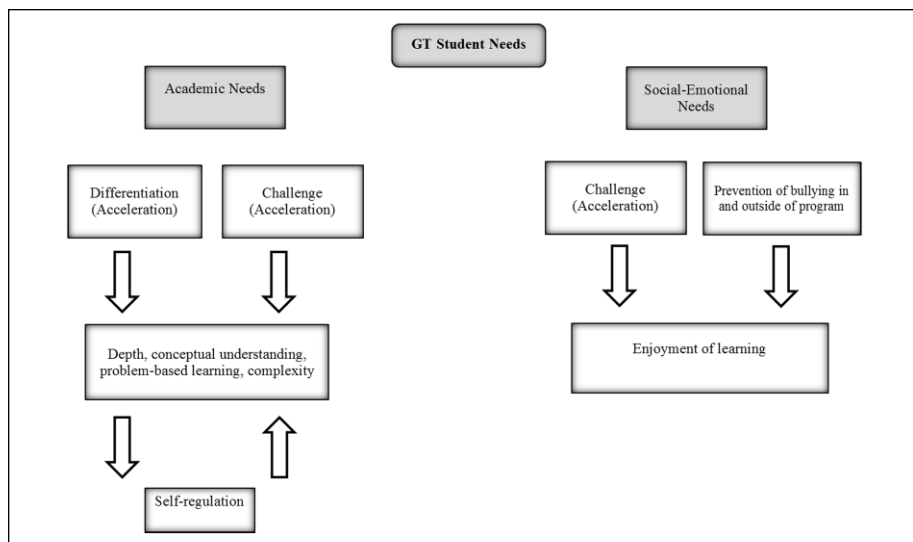 GT Student Needs
Academic Needs
Social-Emotional
Needs
Differentiation
(Acceleration)
Challenge
(Acceleration)
Challenge
(Acceleration)
Prevention of bullying in
and outside of program
Depth, conceptual understanding,
problem-based learning, complexity
Enjoyment of learning
Self-regulation